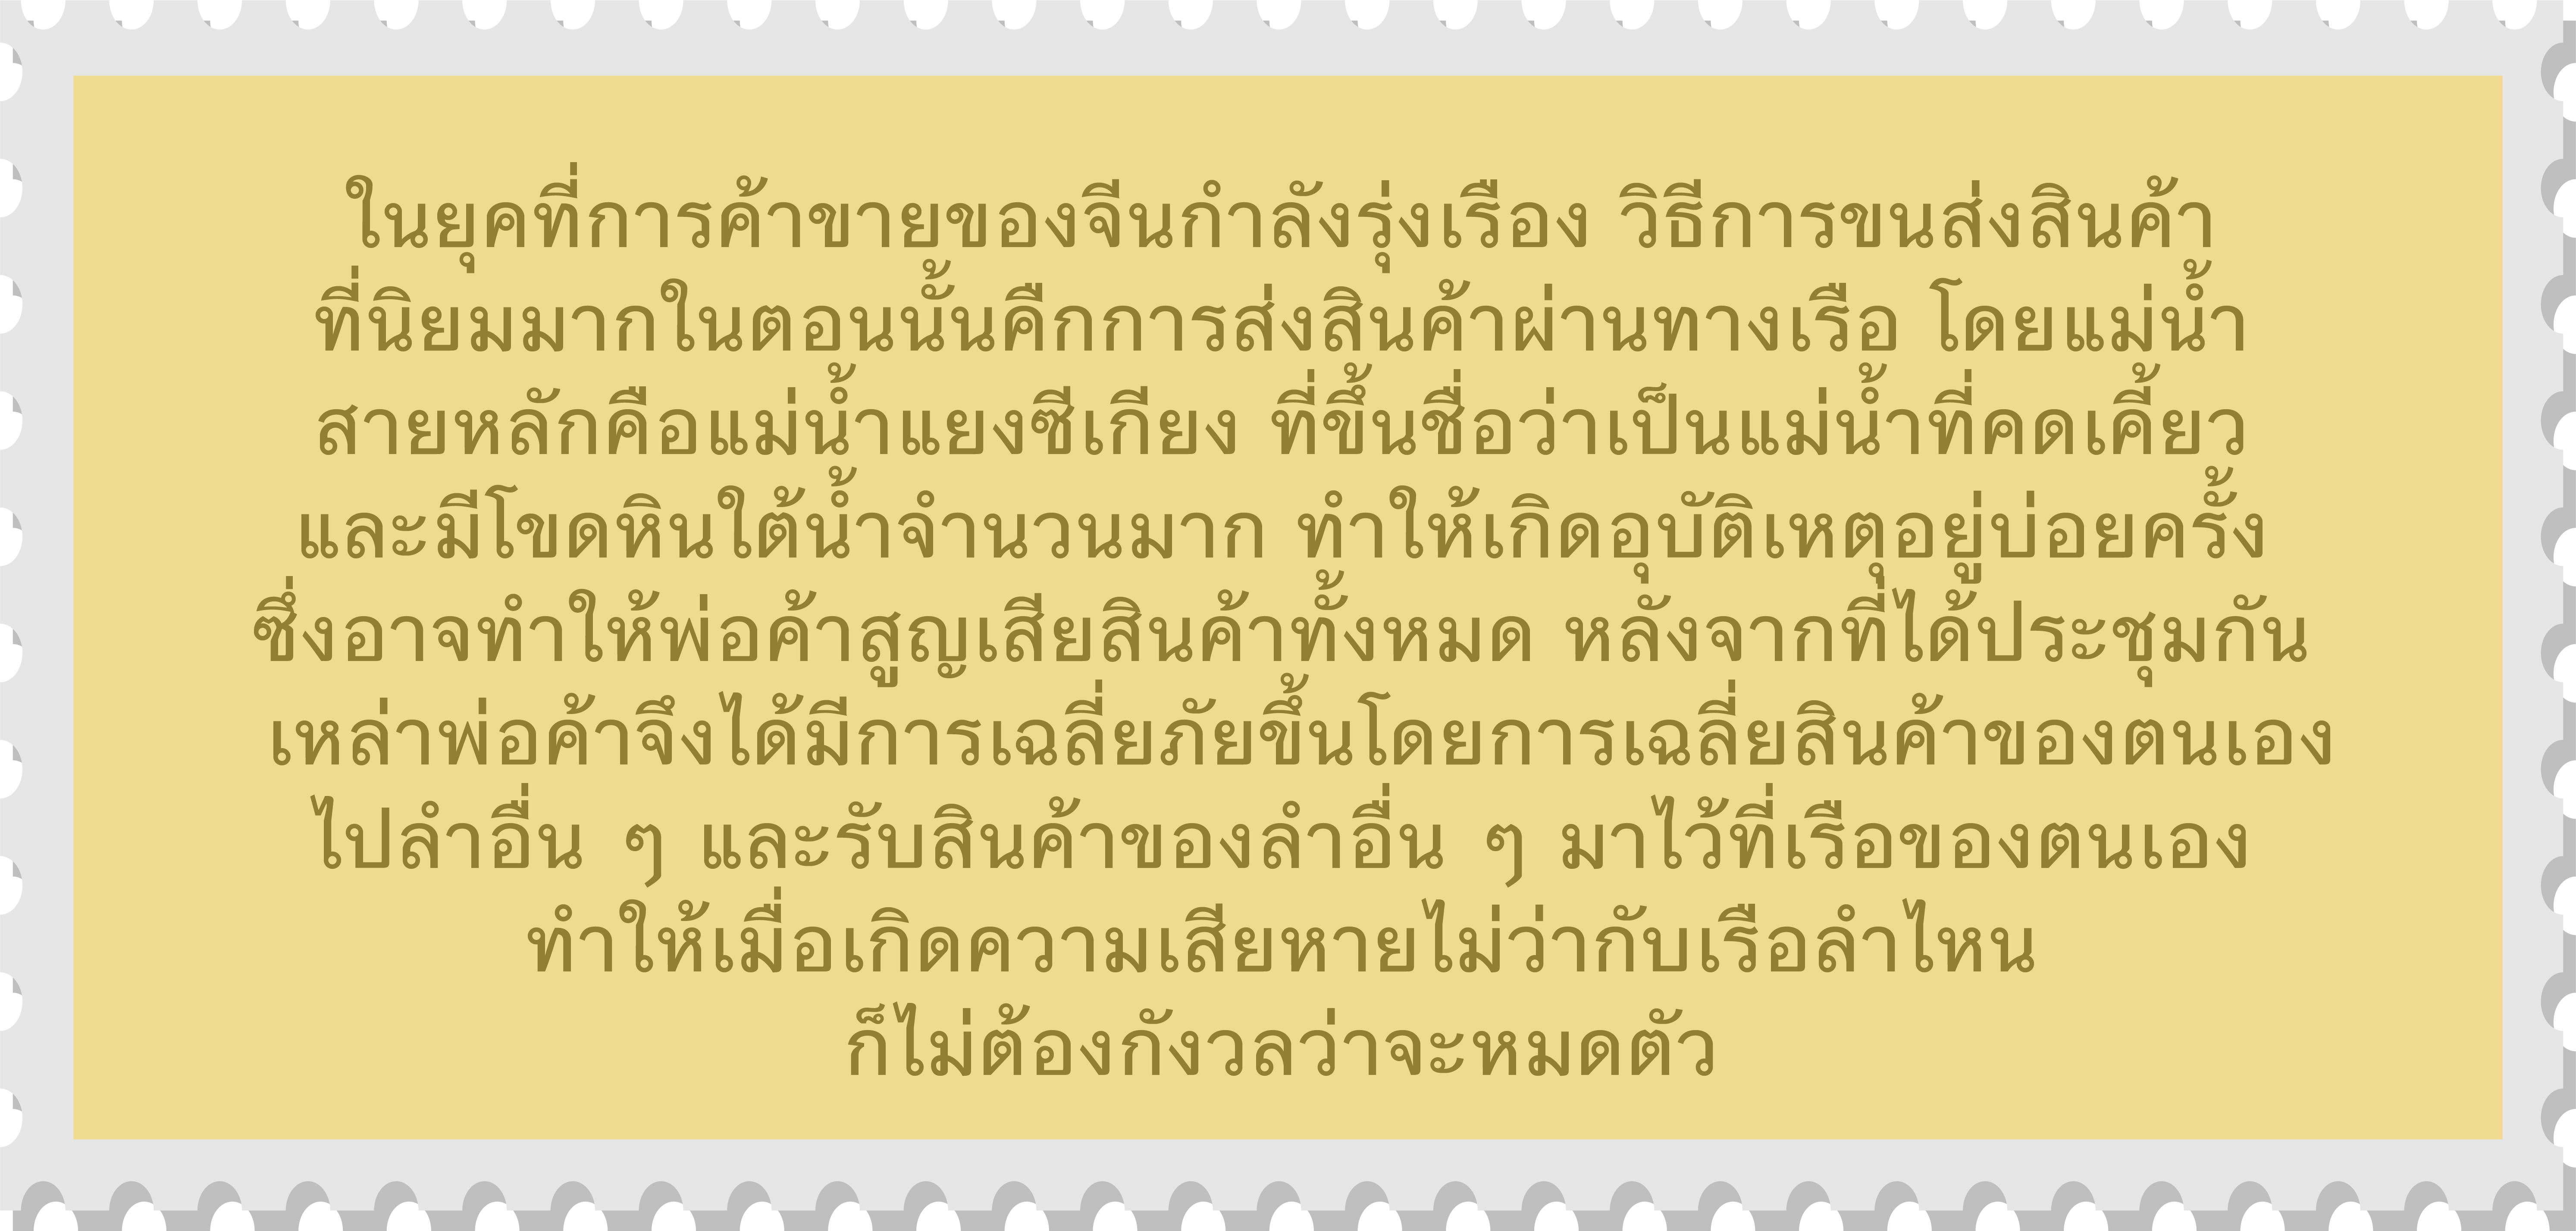 ในยุคที่การค้าขายของจีนกำลังรุ่งเรือง วิธีการขนส่งสินค้า
ที่นิยมมากในตอนนั้นคืกการส่งสินค้าผ่านทางเรือ โดยแม่น้ำ
สายหลักคือแม่น้ำแยงซีเกียง ที่ขึ้นชื่อว่าเป็นแม่น้ำที่คดเคี้ยว
และมีโขดหินใต้น้ำจำนวนมาก ทำให้เกิดอุบัติเหตุอยู่บ่อยครั้ง
ซึ่งอาจทำให้พ่อค้าสูญเสียสินค้าทั้งหมด หลังจากที่ได้ประชุมกัน
เหล่าพ่อค้าจึงได้มีการเฉลี่ยภัยขึ้นโดยการเฉลี่ยสินค้าของตนเอง
ไปลำอื่น ๆ และรับสินค้าของลำอื่น ๆ มาไว้ที่เรือของตนเอง
ทำให้เมื่อเกิดความเสียหายไม่ว่ากับเรือลำไหน
ก็ไม่ต้องกังวลว่าจะหมดตัว